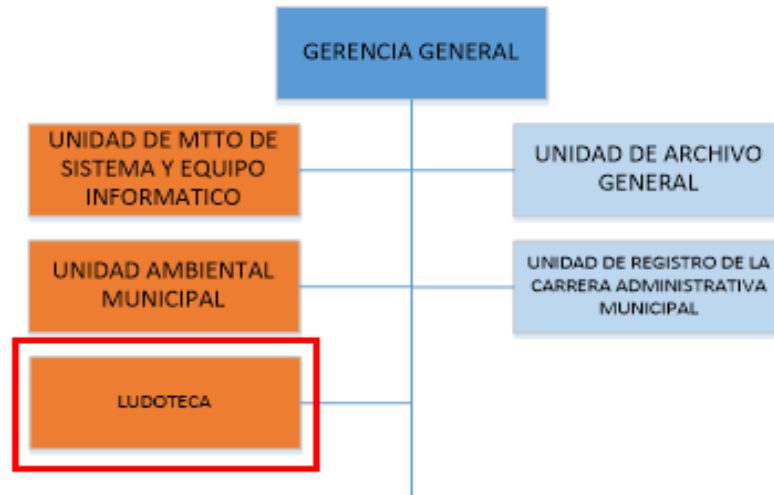 GERENCIA GENERAL
UNIDAD DE MTTO DE
SISTEMA Y EQUIPO
INFORMATICO
UNIDAD DE ARCHIVO
GENERAL
UNIDAD AMBIENTAL
MUNICIPAL
UNIDAD DE REGISTRO DE LA
CARRERA ADMINISTRATIVA
MUNICIPAL
LUDOTECA